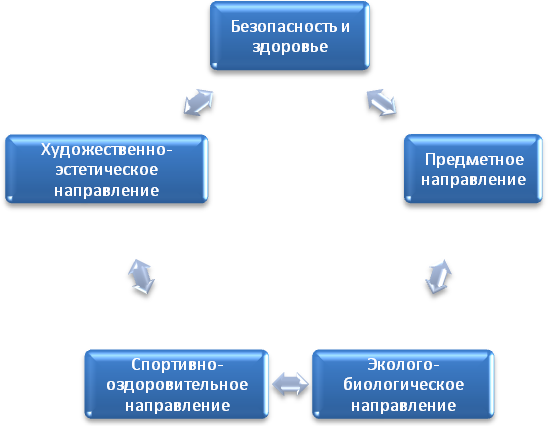 Безопасность и
здоровье
Художественно-
эстетическое
направление
Предметное
направление
Спортивно-
оздоровительное
направление
Эколого-
биологическое
направление